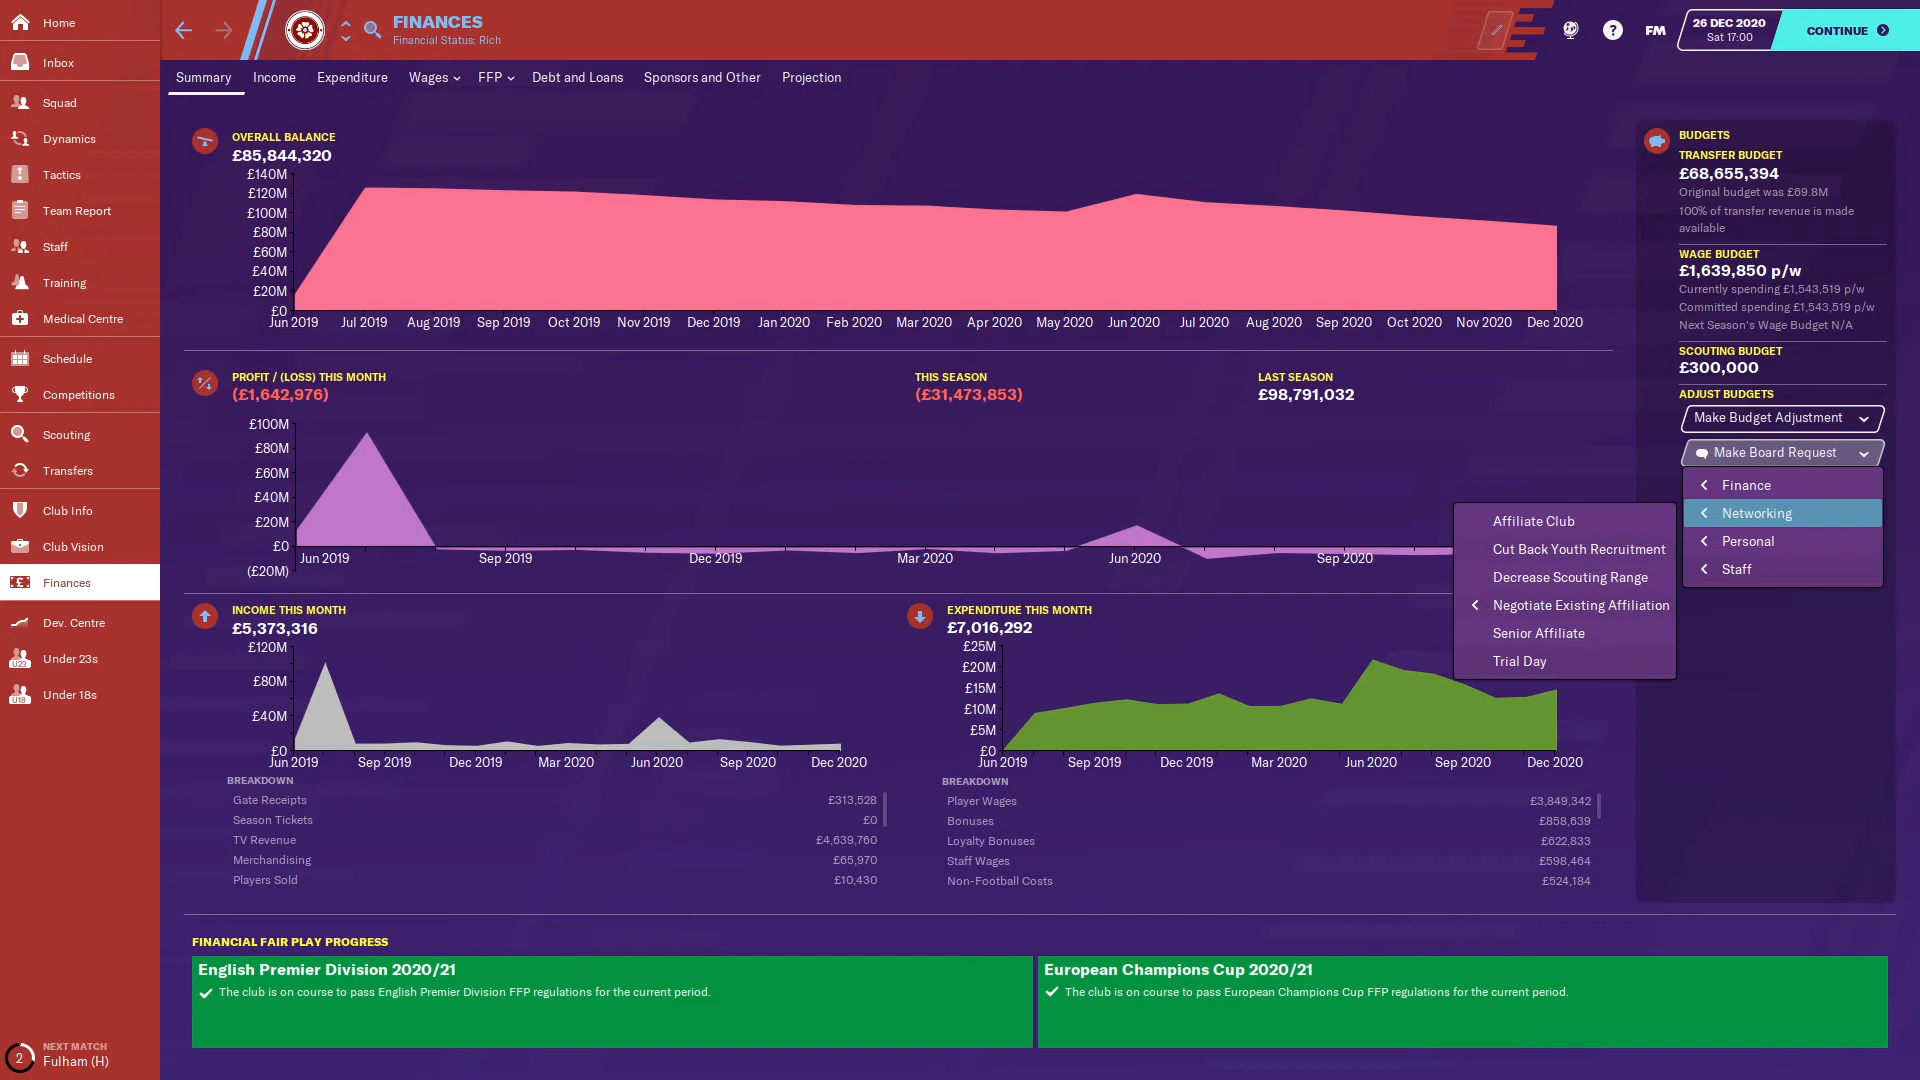 Home
Inbox
Squad
Dynamics
Tactics
Team Report
Staff
Training
Medical Centre
Schedule
Competitions
Scouting
Transfers
Club Info
Club Vision
Finances
Dev. Centre
U23
Under 23s
U18
Under 18s
2
NEXT MATCH
Fulham (H)
FINANCES
Financial Status: Rich
?
FM
26 DEC 2020
Sat 17:00
CONTINUE
Summary Income Expenditure Wages FFP Debt and Loans Sponsors and Other Projection
OVERALL BALANCE
£85,844,320
£140M
£120M
£100M
£80M
£60M
£40M
£20M
£0
Jun 2019 Jul 2019 Aug 2019 Sep 2019 Oct 2019 Nov 2019 Dec 2019 Jan 2020 Feb 2020 Mar 2020 Apr 2020 May 2020 Jun 2020 Jul 2020 Aug 2020 Sep 2020 Oct 2020 Nov 2020 Dec 2020
PROFIT / (LOSS) THIS MONTH
(£1,642,976)
THIS SEASON
(£31,473,853)
LAST SEASON
£98,791,032
£100M
£80M
£60M
£40M
£20M
£0
(£20M)
Jun 2019 Sep 2019 Dec 2019 Mar 2020 Jun 2020 Sep 2020
INCOME THIS MONTH
£5,373,316
£120M
£80M
£40M
£0
Jun 2019 Sep 2019 Dec 2019 Mar 2020 Jun 2020 Sep 2020 Dec 2020
BREAKDOWN
Gate Receipts £313,528
Season Tickets £0
TV Revenue £4,639,760
Merchandising £65,970
Players Sold £10,430
EXPENDITURE THIS MONTH
£7,016,292
£25M
£20M
£15M
£10M
£5M
£0
Jun 2019 Sep 2019 Dec 2019 Mar 2020 Jun 2020 Sep 2020 Dec 2020
BREAKDOWN
Player Wages £3,849,342
Bonuses £858,639
Loyalty Bonuses £622,833
Staff Wages £598,464
Non-Football Costs £524,184
BUDGETS
TRANSFER BUDGET
£68,655,394
Original budget was £69.8M
100% of transfer revenue is made
available
WAGE BUDGET
£1,639,850 p/w
Currently spending £1,543,519 p/w
Committed spending £1,543,519 p/w
Next Season's Wage Budget N/A
SCOUTING BUDGET
£300,000
ADJUST BUDGETS
Make Budget Adjustment
Make Board Request
Finance
Networking
Personal
Staff
Affiliate Club
Cut Back Youth Recruitment
Decrease Scouting Range
Negotiate Existing Affiliation
Senior Affiliate
Trial Day
FINANCIAL FAIR PLAY PROGRESS
English Premier Division 2020/21
The club is on course to pass English Premier Division FFP regulations for the current period.
European Champions Cup 2020/21
The club is on course to pass European Champions Cup FFP regulations for the current period.